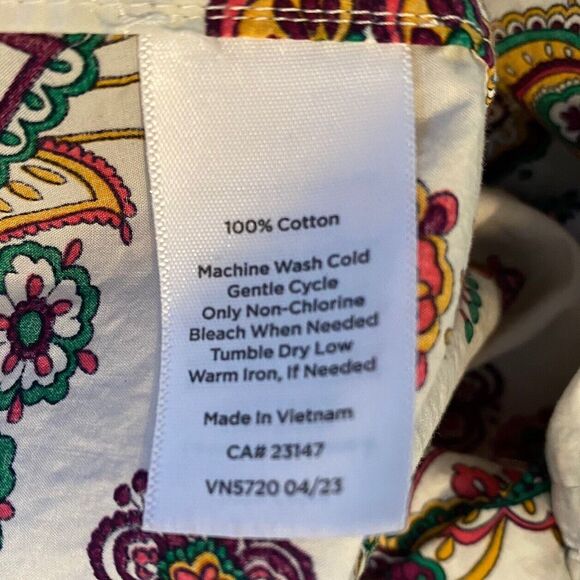 100% Cotton
Machine Wash Cold
Gentle Cycle
Only Non-Chlorine
Bleach When Needed
Tumble Dry Low
Warm Iron, If Needed
Made In Vietnam
CA# 23147
VN5720 04/23